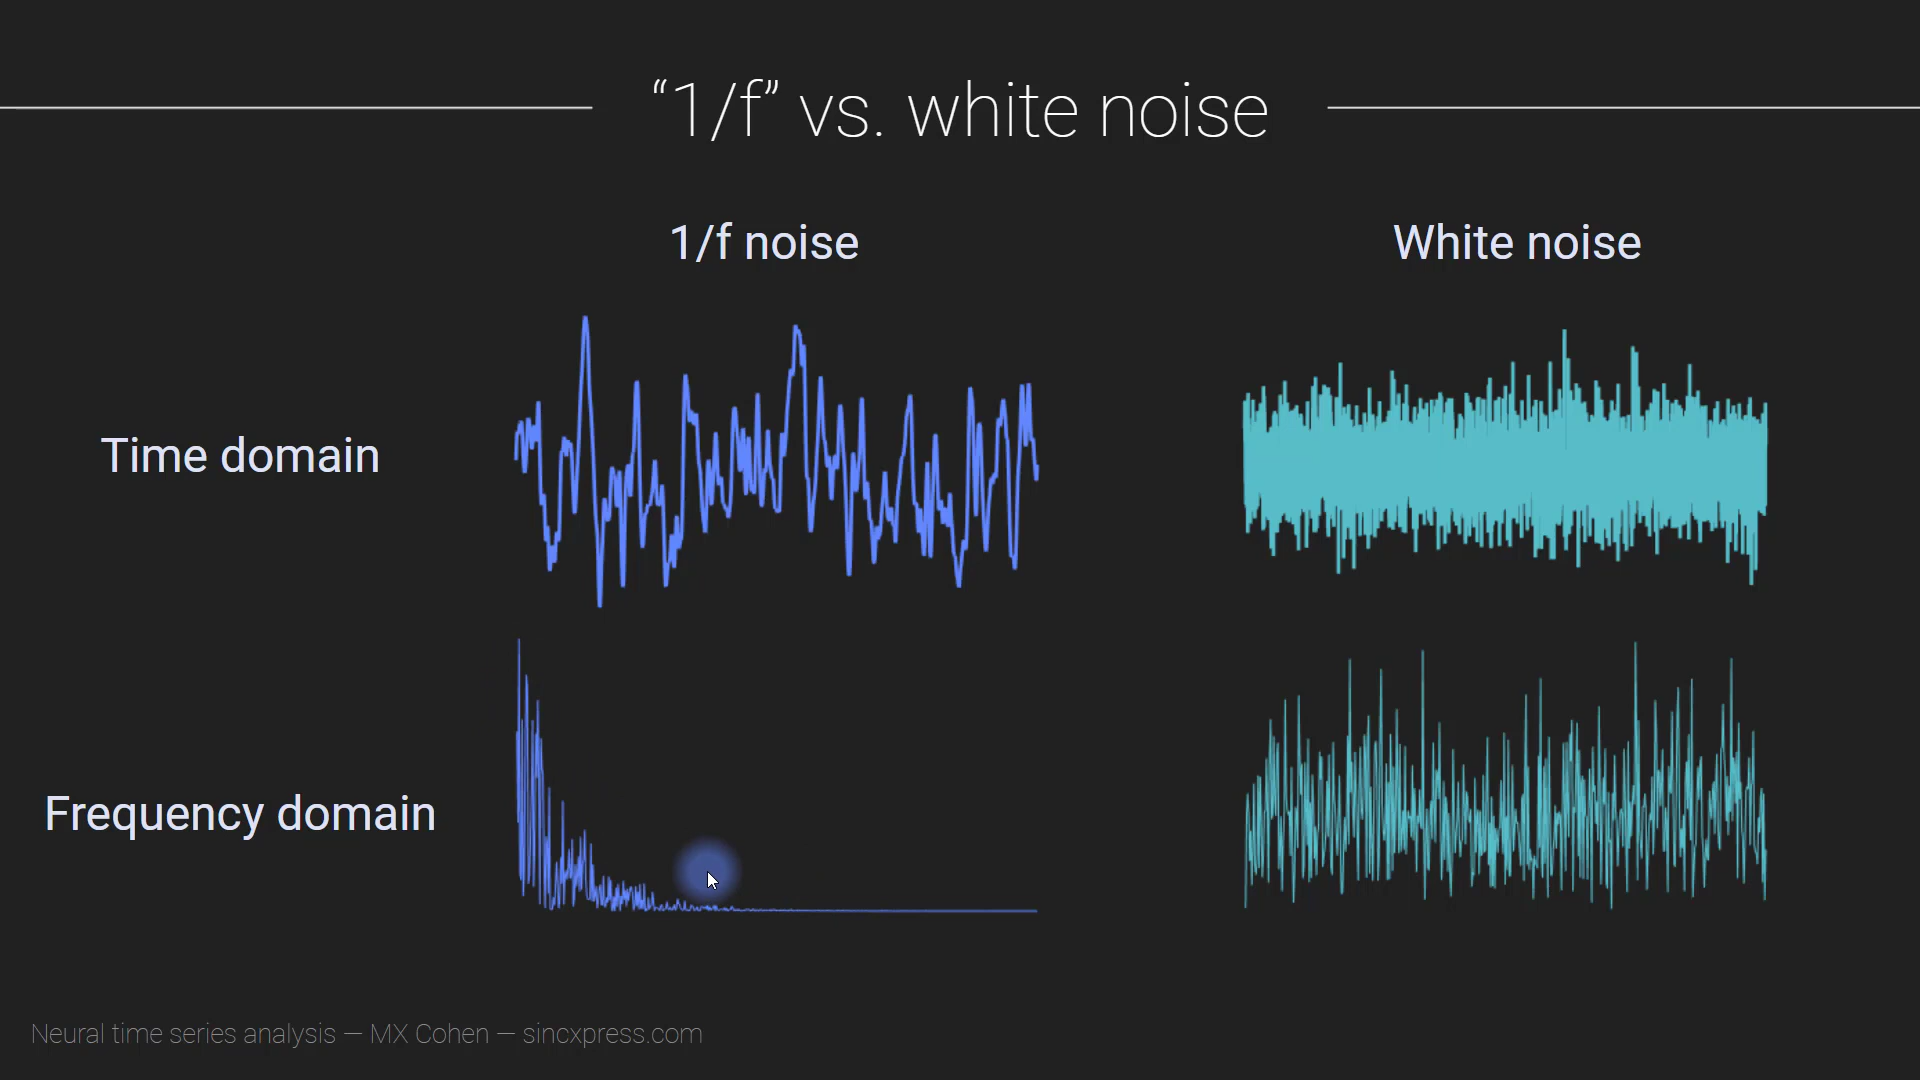 “1/f” vs. white noise
1/f noise
White noise
Time domain
Frequency domain
Neural time series analysis — MX Cohen — sincxpress.com